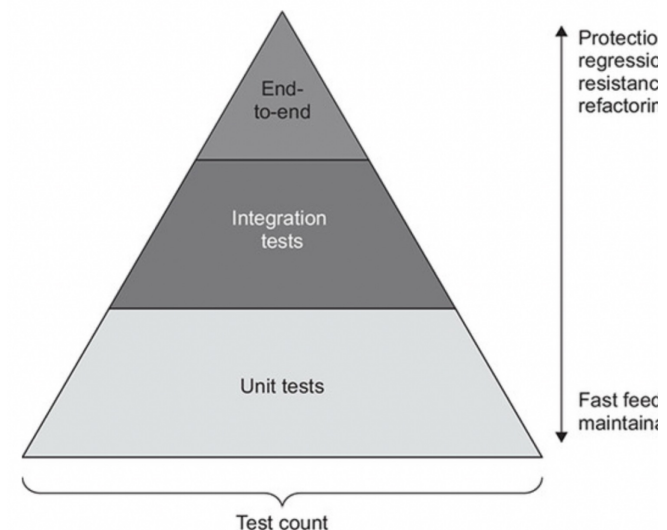 End-
to-end
Integration
tests
Unit tests
Test count
Protectio
regressio
resistanc
refactorin
Fast feed
maintaina